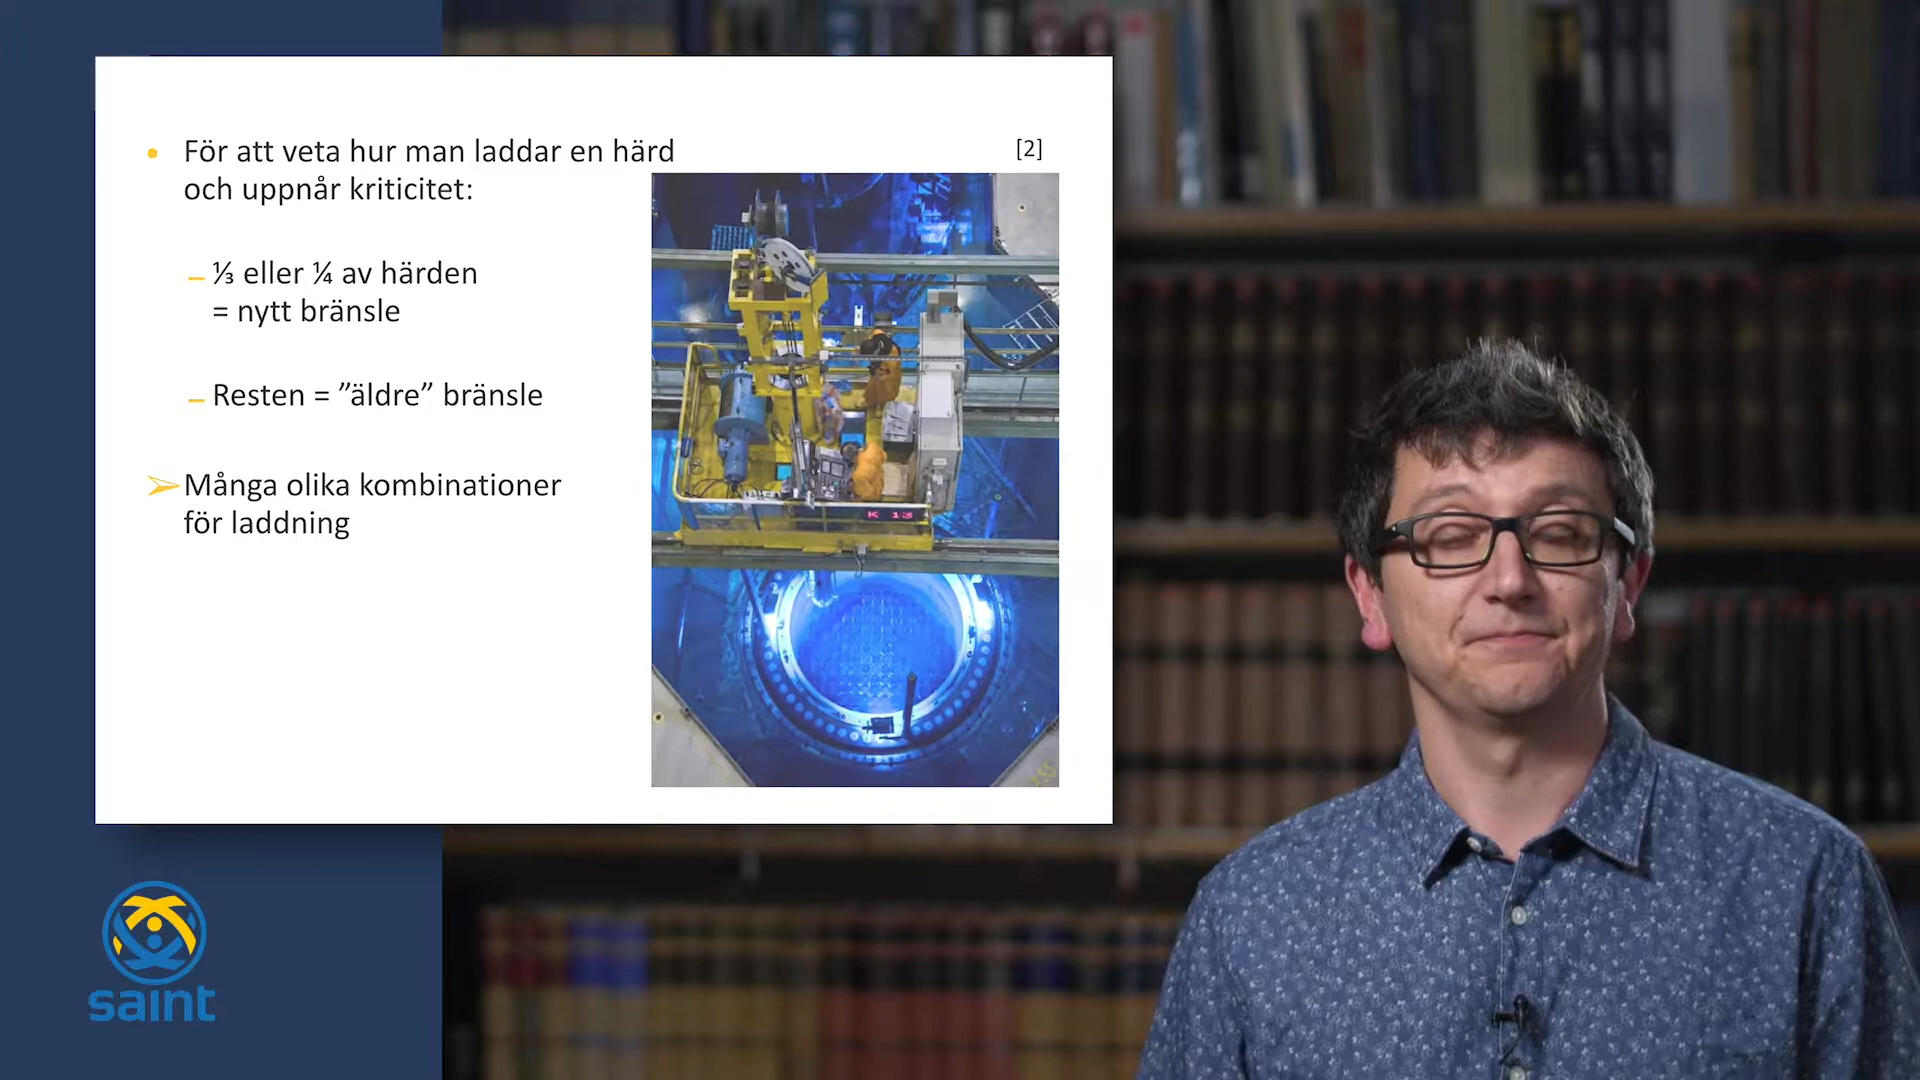 För att veta hur man laddar en härd
och uppnår kriticitet:
[2]
⅓ eller ¼ av härden
= nytt bränsle
Resten = ”äldre” bränsle
Många olika kombinationer
för laddning
K 13
saint